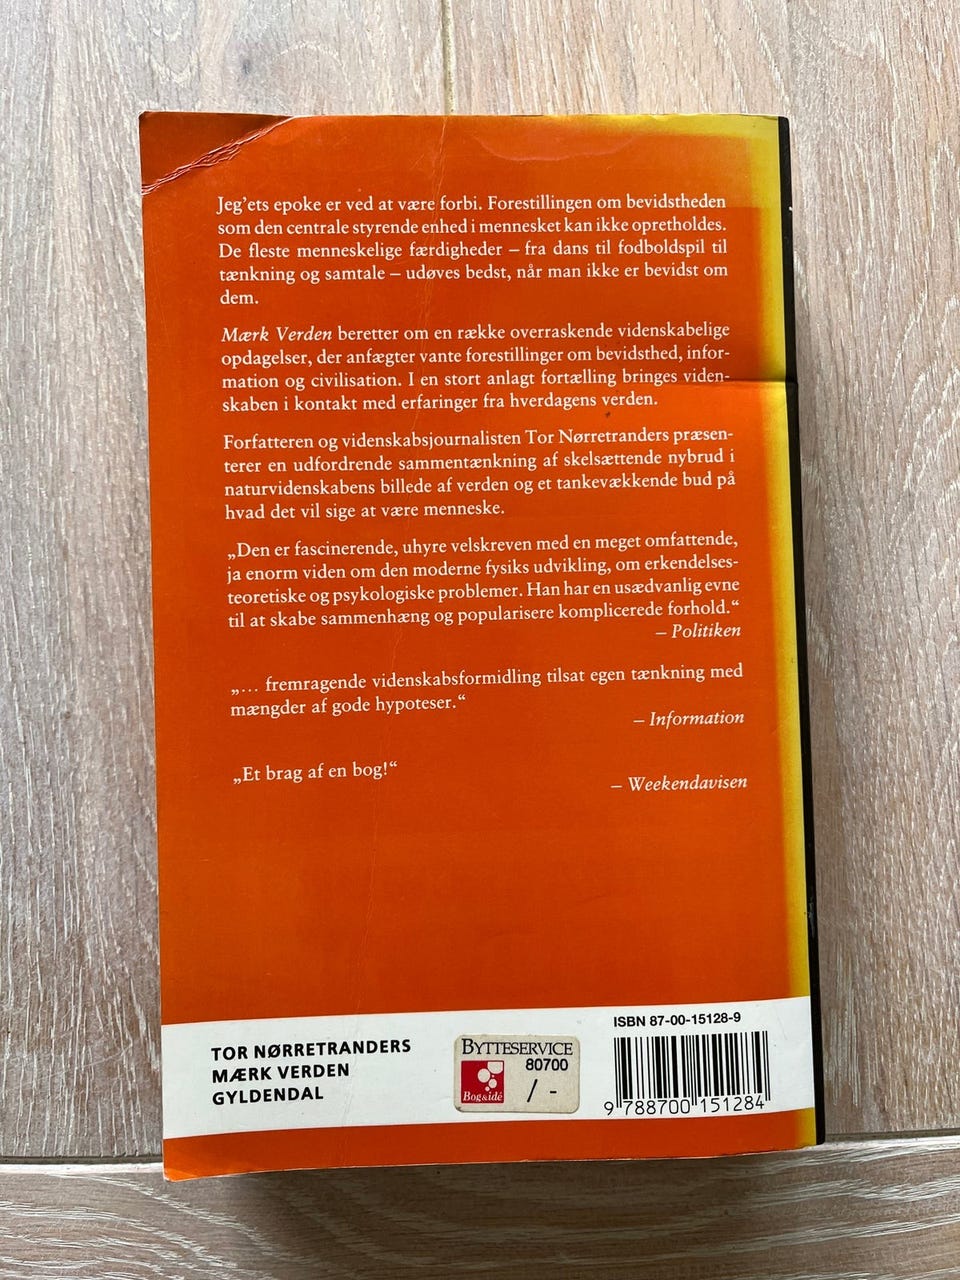 Jeg'ets epoke er ved at være forbi. Forestillingen om bevidstheden
som den centrale styrende enhed i mennesket kan ikke opretholdes.
De fleste menneskelige færdigheder – fra dans til fodboldspil til
tænkning og samtale – udøves bedst, når man ikke er bevidst om
dem.
Mærk Verden beretter om en række overraskende videnskabelige
opdagelser, der anfægter vante forestillinger om bevidsthed, infor-
mation og civilisation. I en stort anlagt fortælling bringes viden-
skaben i kontakt med erfaringer fra hverdagens verden.
Forfatteren og videnskabsjournalisten Tor Nørretranders præsen-
terer en udfordrende sammentænkning af skelsættende nybrud i
naturvidenskabens billede af verden og et tankevækkende bud på
hvad det vil sige at være menneske.
„Den er fascinerende, uhyre velskreven med en meget omfattende,
ja enorm viden om den moderne fysiks udvikling, om erkendelses-
teoretiske og psykologiske problemer. Han har en usædvanlig evne
til at skabe sammenhæng og popularisere komplicerede forhold.“
– Politiken
„… fremragende videnskabsformidling tilsat egen tænkning med
mængder af gode hypoteser.“
– Information
„Et brag af en bog!“
– Weekendavisen
TOR NØRRETRANDERS
MÆRK VERDEN
GYLDENDAL
BYTTESERVICE
80700
Bog&idé
/ -
ISBN 87-00-15128-9
9 788700 151284